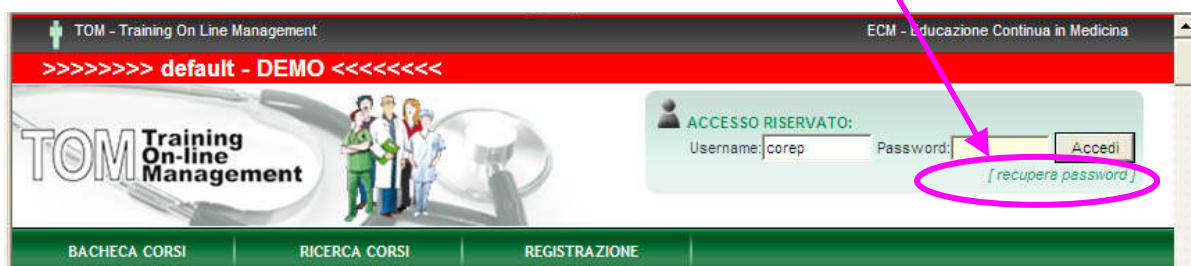 TOM - Training On Line Management
ECM - Educazione Continua in Medicina
>>>>>>>> default - DEMO <<<<<<<<
TOM Training
On-line
Management
ACCESSO RISERVATO:
Username: corep Password: Accedi
[ recupera password ]
BACHECA CORSI RICERCA CORSI REGISTRAZIONE